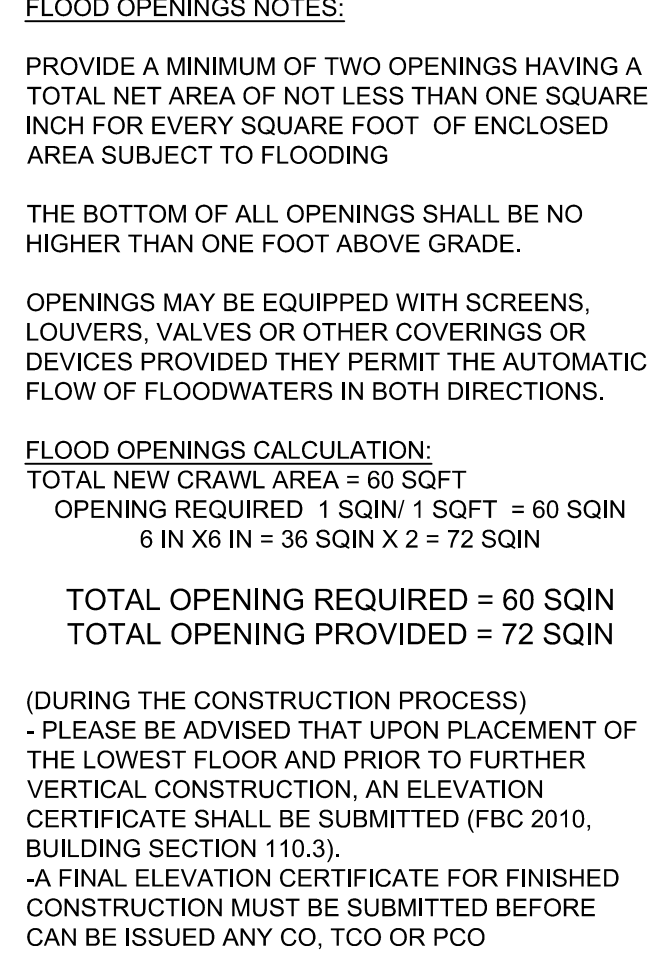 FLOOD OPENINGS NOTES:
PROVIDE A MINIMUM OF TWO OPENINGS HAVING A
TOTAL NET AREA OF NOT LESS THAN ONE SQUARE
INCH FOR EVERY SQUARE FOOT OF ENCLOSED
AREA SUBJECT TO FLOODING
THE BOTTOM OF ALL OPENINGS SHALL BE NO
HIGHER THAN ONE FOOT ABOVE GRADE.
OPENINGS MAY BE EQUIPPED WITH SCREENS,
LOUVERS, VALVES OR OTHER COVERINGS OR
DEVICES PROVIDED THEY PERMIT THE AUTOMATIC
FLOW OF FLOODWATERS IN BOTH DIRECTIONS.
FLOOD OPENINGS CALCULATION:
TOTAL NEW CRAWL AREA = 60 SQFT
OPENING REQUIRED 1 SQIN/ 1 SQFT = 60 SQIN
6 IN X6 IN = 36 SQIN X 2 = 72 SQIN
TOTAL OPENING REQUIRED = 60 SQIN
TOTAL OPENING PROVIDED = 72 SQIN
(DURING THE CONSTRUCTION PROCESS)
- PLEASE BE ADVISED THAT UPON PLACEMENT OF
THE LOWEST FLOOR AND PRIOR TO FURTHER
VERTICAL CONSTRUCTION, AN ELEVATION
CERTIFICATE SHALL BE SUBMITTED (FBC 2010,
BUILDING SECTION 110.3).
-A FINAL ELEVATION CERTIFICATE FOR FINISHED
CONSTRUCTION MUST BE SUBMITTED BEFORE
CAN BE ISSUED ANY CO, TCO OR PCO